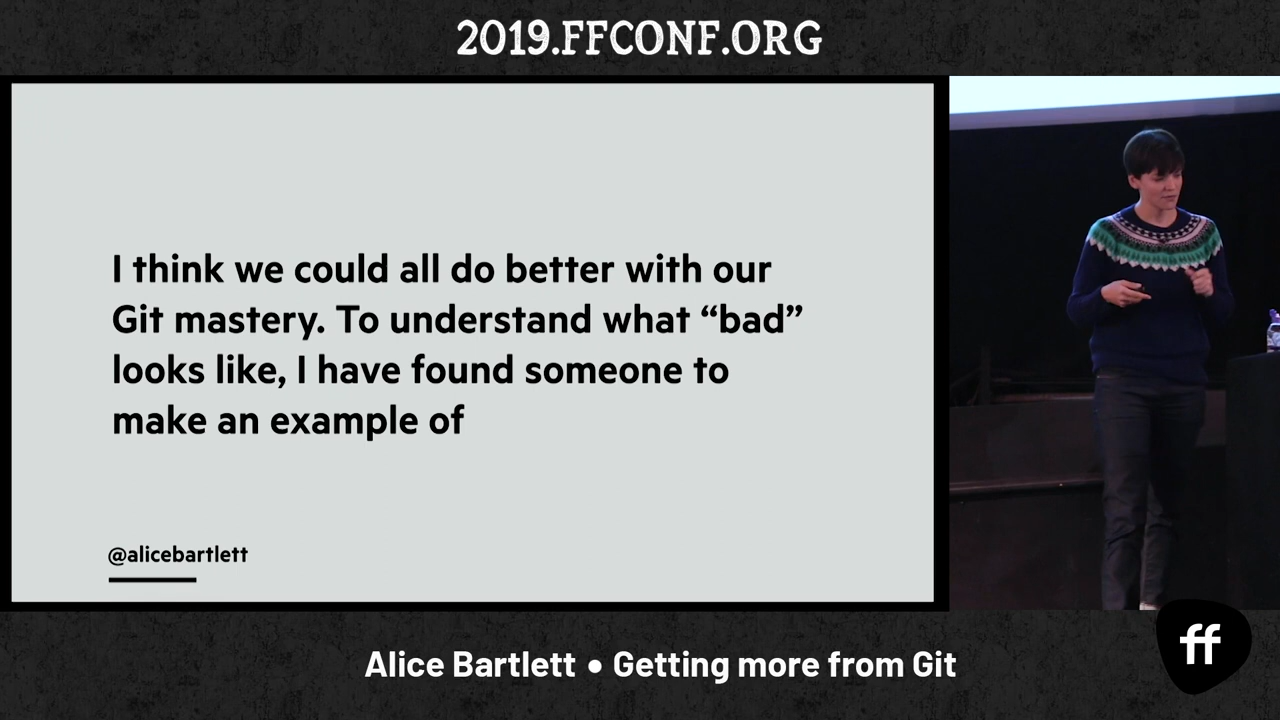 2019.FFCONF.ORG
I think we could all do better with our
Git mastery. To understand what “bad”
looks like, I have found someone to
make an example of
@alicebartlett
Alice Bartlett • Getting more from Git
ff